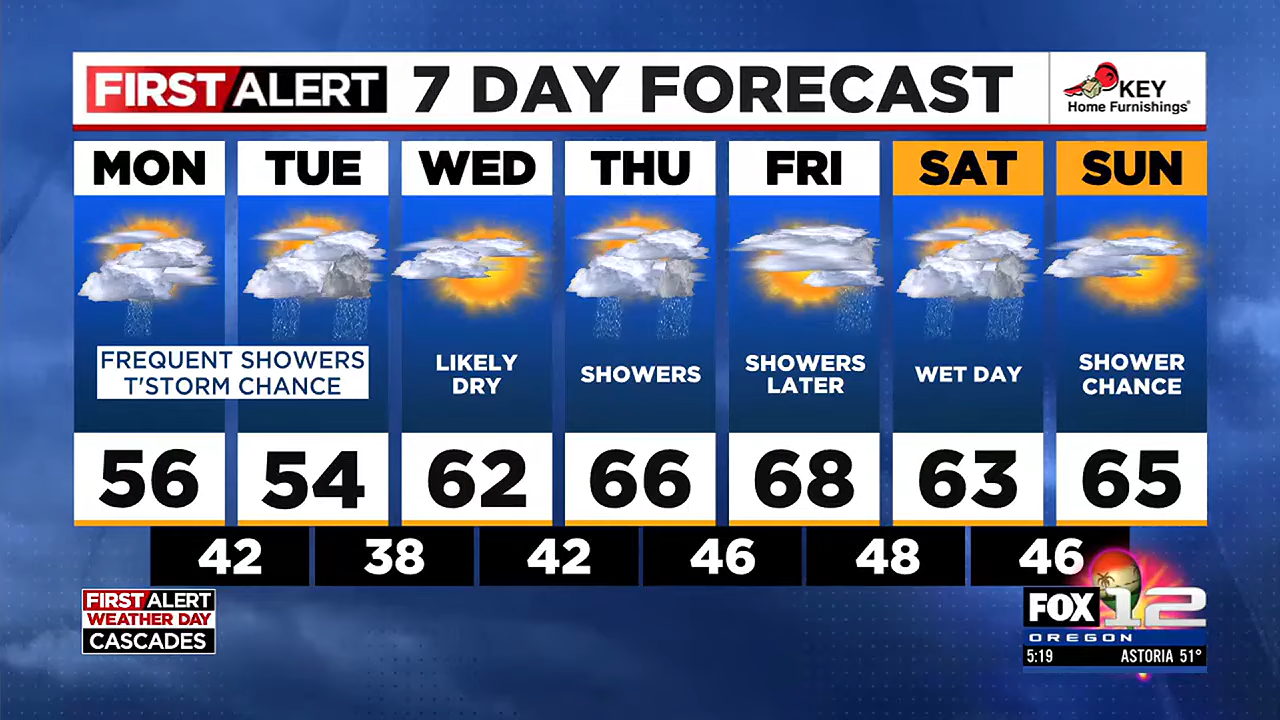 FIRST ALERT 7 DAY FORECAST
KEY
Home Furnishings®
MON TUE WED THU FRI SAT SUN
FREQUENT SHOWERS
T'STORM CHANCE
LIKELY
DRY
SHOWERS
SHOWERS
LATER
WET DAY
SHOWER
CHANCE
56 54 62 66 68 63 65
42 38 42 46 48 46
FIRST ALERT
WEATHER DAY
CASCADES
FOX 12
OREGON
5:19 ASTORIA 51°